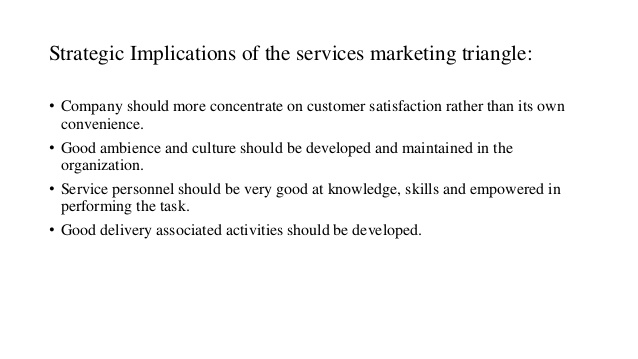 Strategic Implications of the services marketing triangle:
• Company should more concentrate on customer satisfaction rather than its own
convenience.
• Good ambience and culture should be developed and maintained in the
organization.
• Service personnel should be very good at knowledge, skills and empowered in
performing the task.
• Good delivery associated activities should be developed.